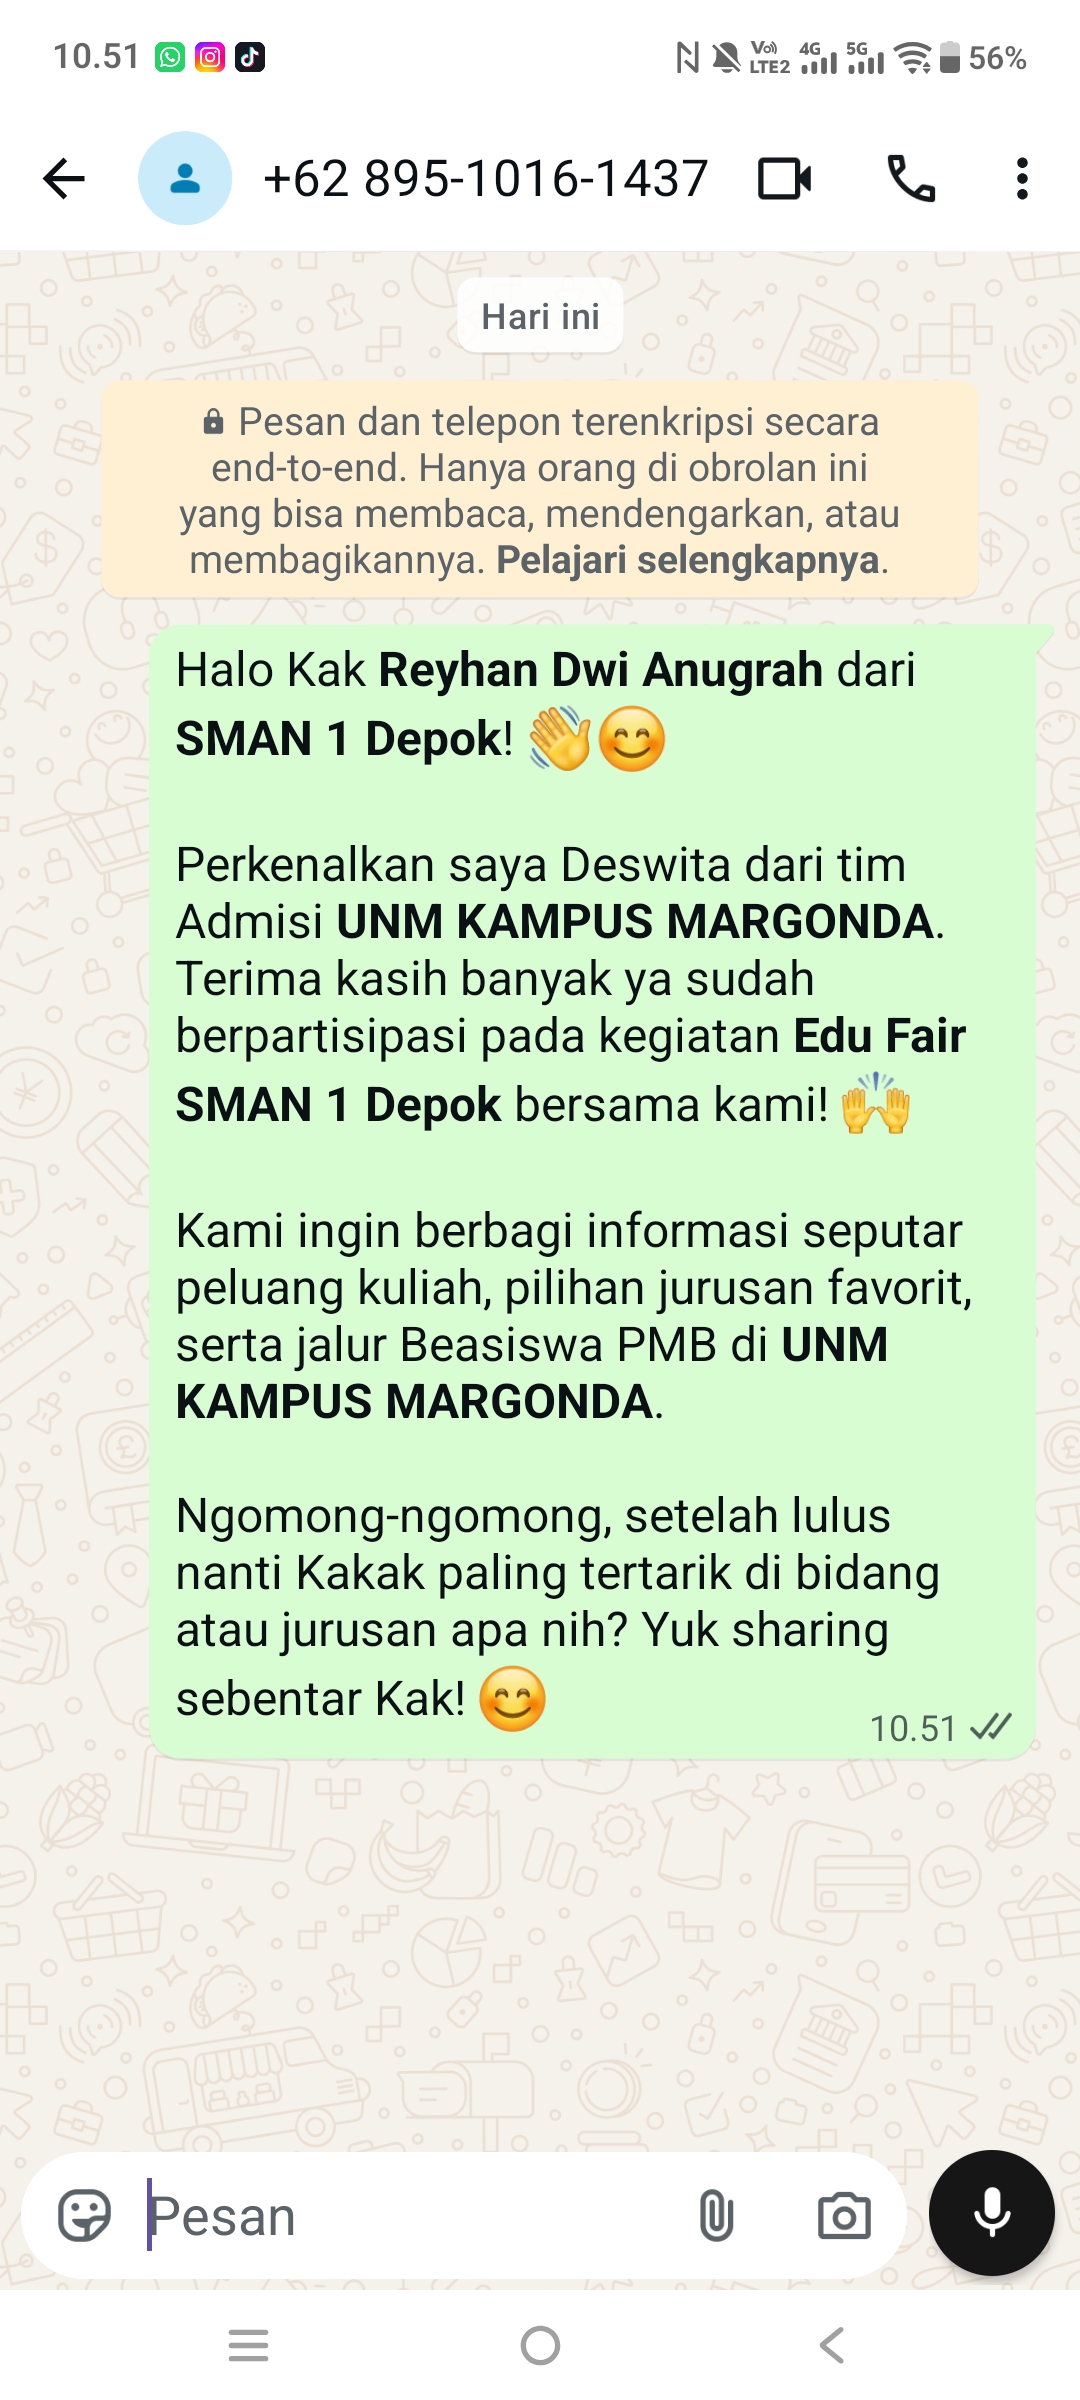 10.51
Vo) LTE2 4G 5G 56%
+62 895-1016-1437
Hari ini
Pesan dan telepon terenkripsi secara
end-to-end. Hanya orang di obrolan ini
yang bisa membaca, mendengarkan, atau
membagikannya. Pelajari selengkapnya.
Halo Kak Reyhan Dwi Anugrah dari
SMAN 1 Depok! 👋😊
Perkenalkan saya Deswita dari tim
Admisi UNM KAMPUS MARGONDA.
Terima kasih banyak ya sudah
berpartisipasi pada kegiatan Edu Fair
SMAN 1 Depok bersama kami! 🙌
Kami ingin berbagi informasi seputar
peluang kuliah, pilihan jurusan favorit,
serta jalur Beasiswa PMB di UNM
KAMPUS MARGONDA.
Ngomong-ngomong, setelah lulus
nanti Kakak paling tertarik di bidang
atau jurusan apa nih? Yuk sharing
sebentar Kak! 😊
10.51
Pesan